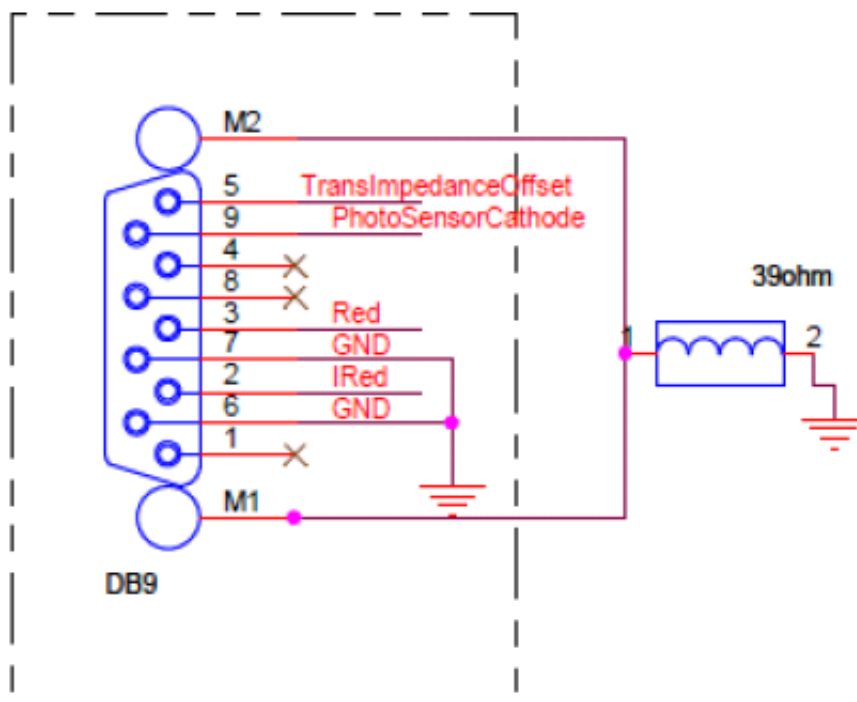 M2
5 TransImpedanceOffset
9 PhotoSensorCathode
4
8
39ohm
3 Red
1 2
7 GND
2 IRed
6 GND
1
M1
DB9